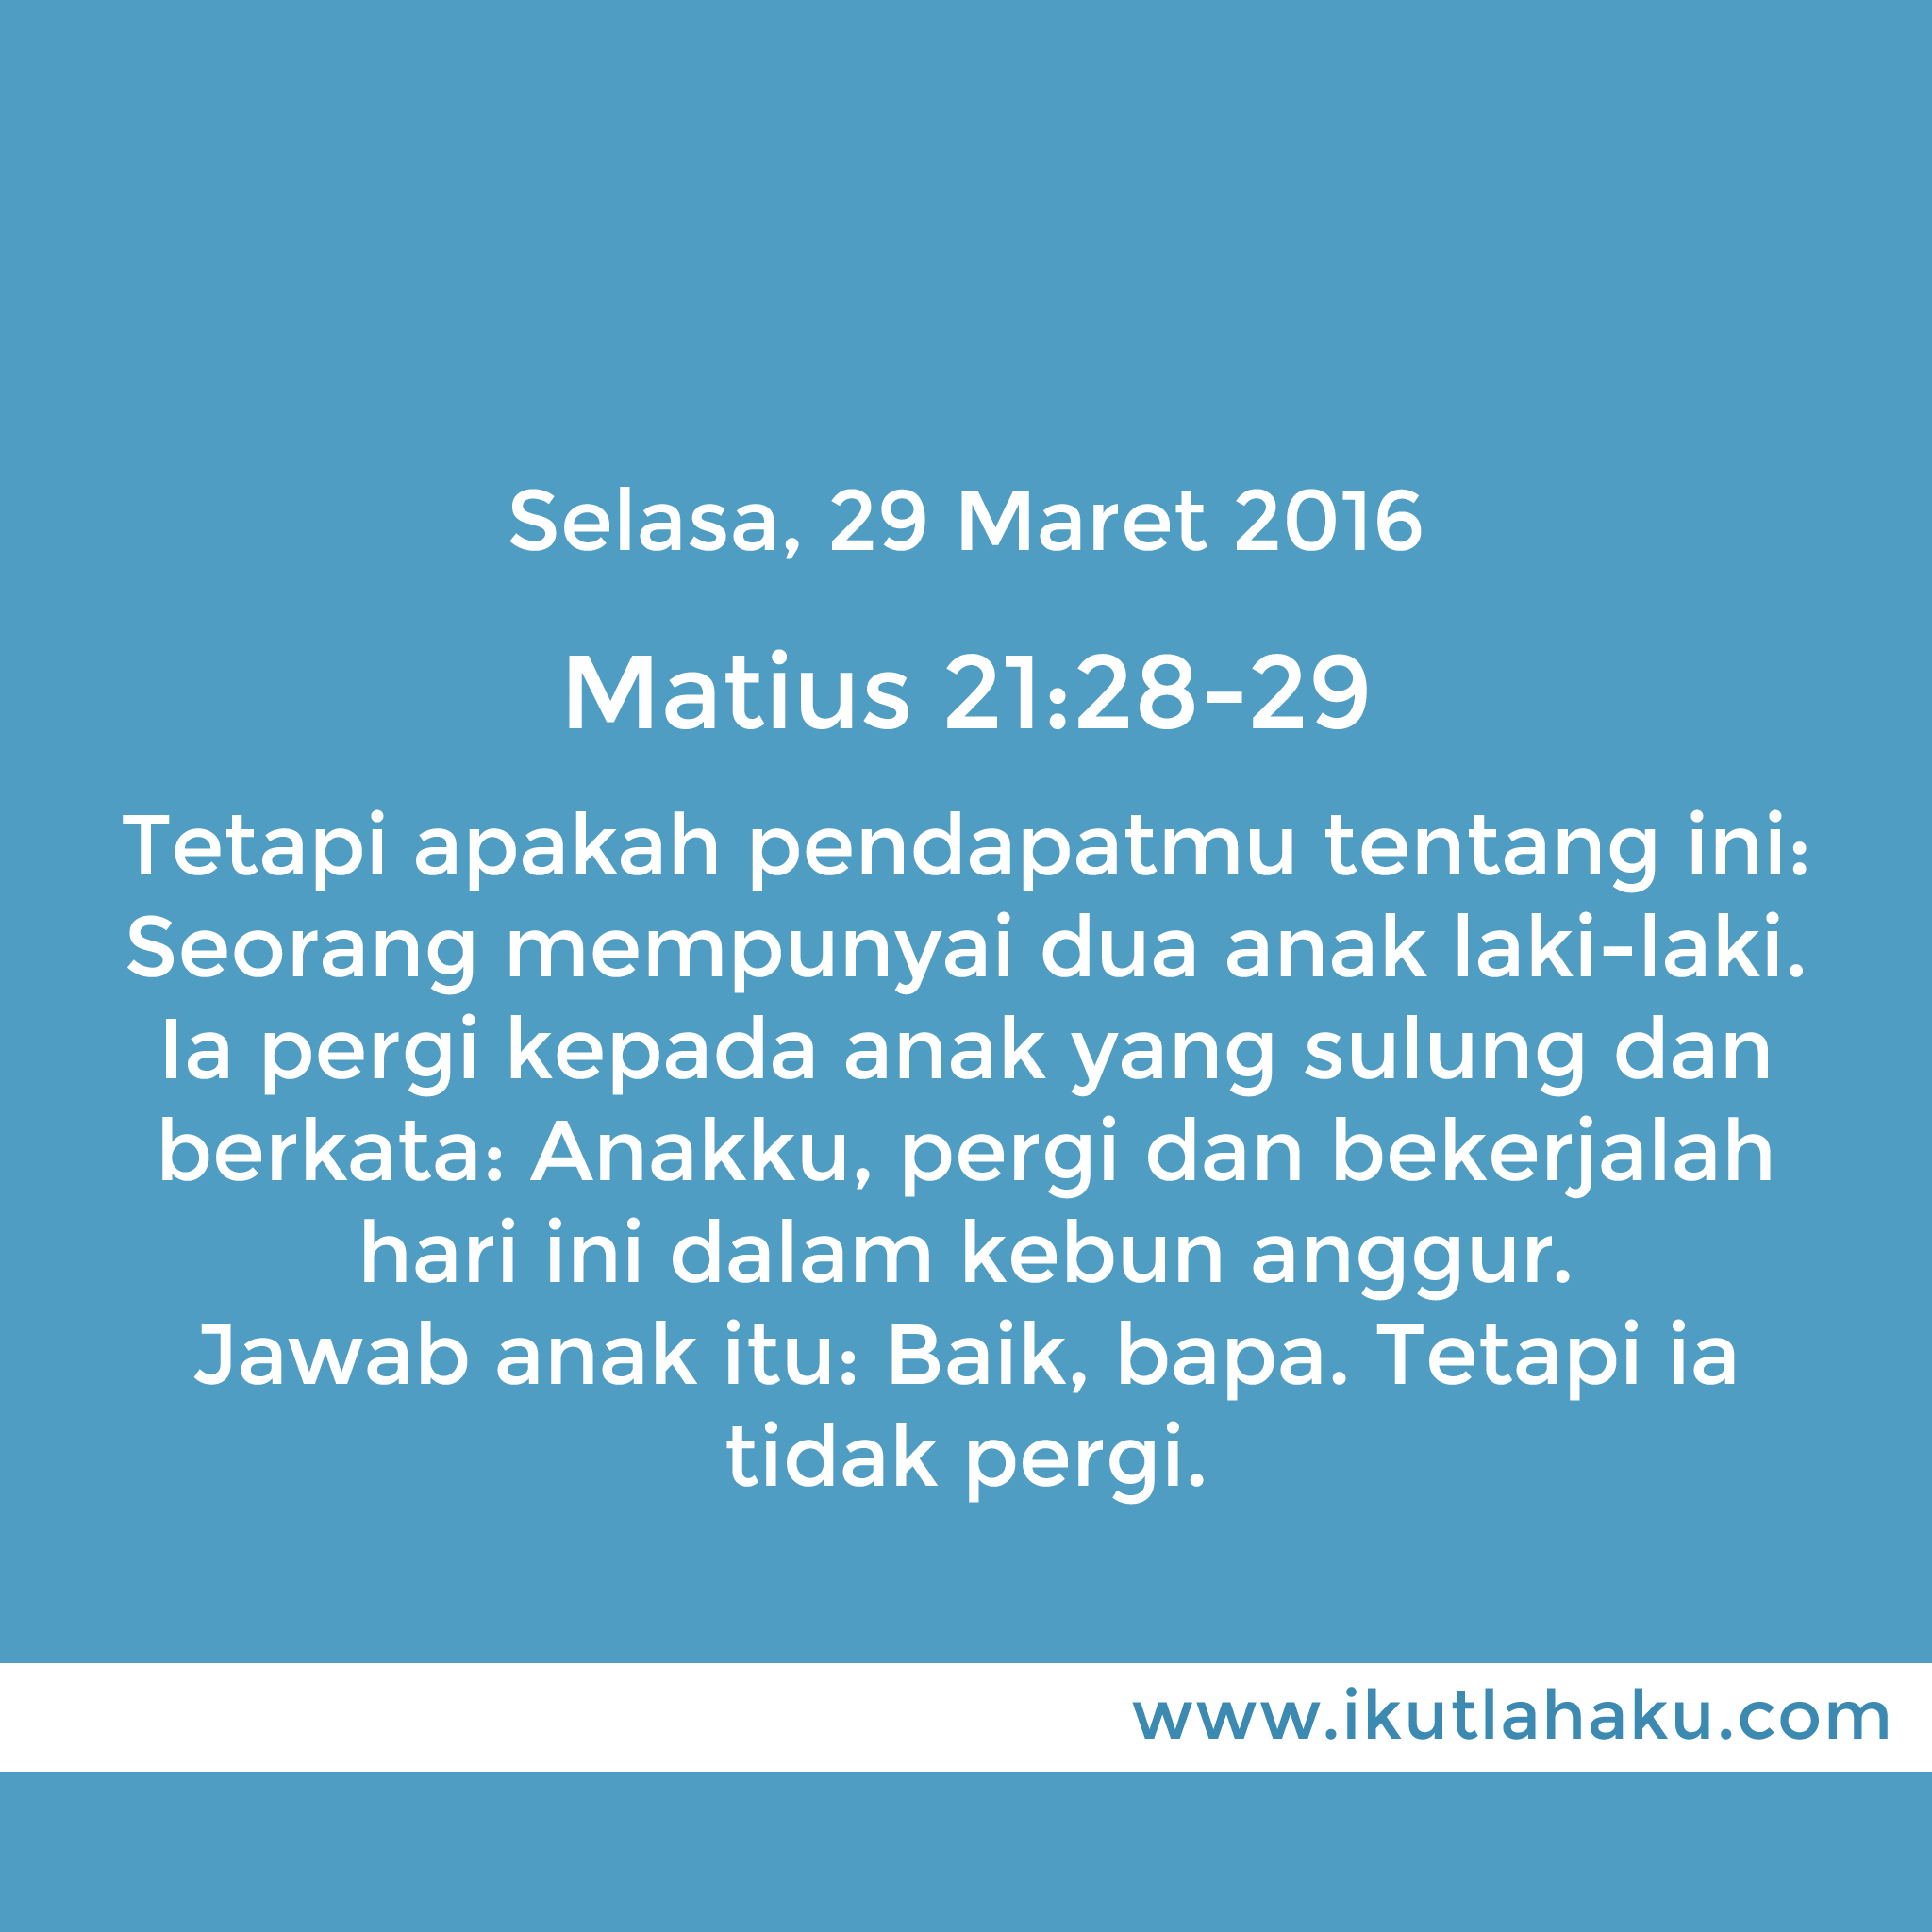 Selasa, 29 Maret 2016
Matius 21:28-29
Tetapi apakah pendapatmu tentang ini:
Seorang mempunyai dua anak laki-laki.
Ia pergi kepada anak yang sulung dan
berkata: Anakku, pergi dan bekerjalah
hari ini dalam kebun anggur.
Jawab anak itu: Baik, bapa. Tetapi ia
tidak pergi.
www.ikutlahaku.com